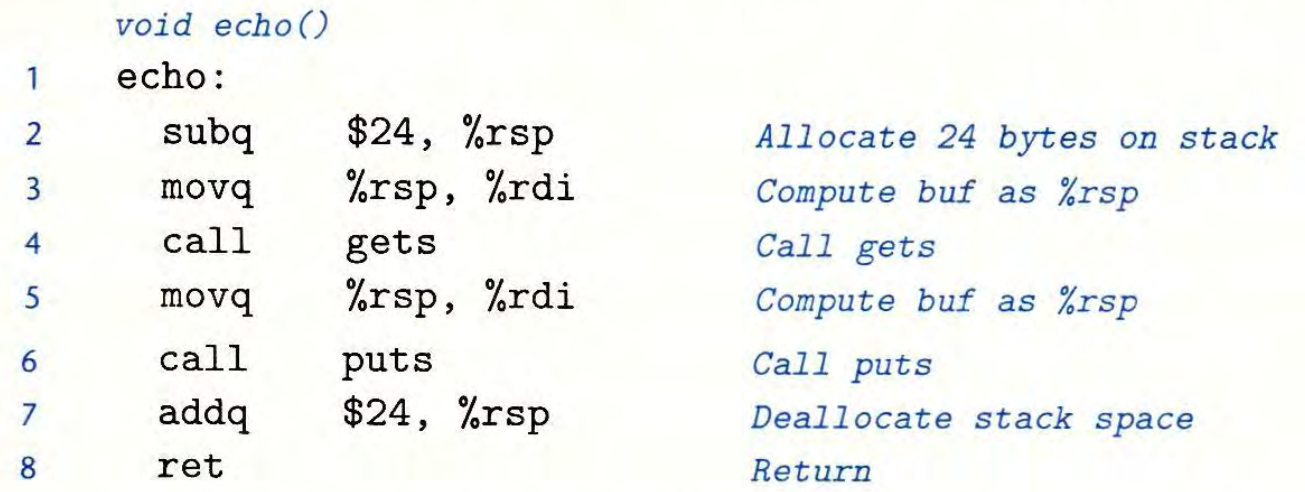 void echo()
1 echo:
2 subq $24, %rsp Allocate 24 bytes on stack
3 movq %rsp, %rdi Compute buf as %rsp
4 call gets Call gets
5 movq %rsp, %rdi Compute buf as %rsp
6 call puts Call puts
7 addq $24, %rsp Deallocate stack space
8 ret Return